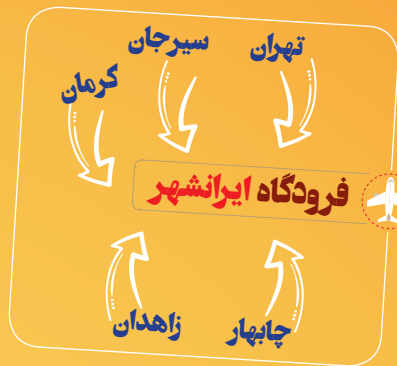 تهران
سیرجان
کرمان
فرودگاه ایرانشهر
چابهار
زاهدان